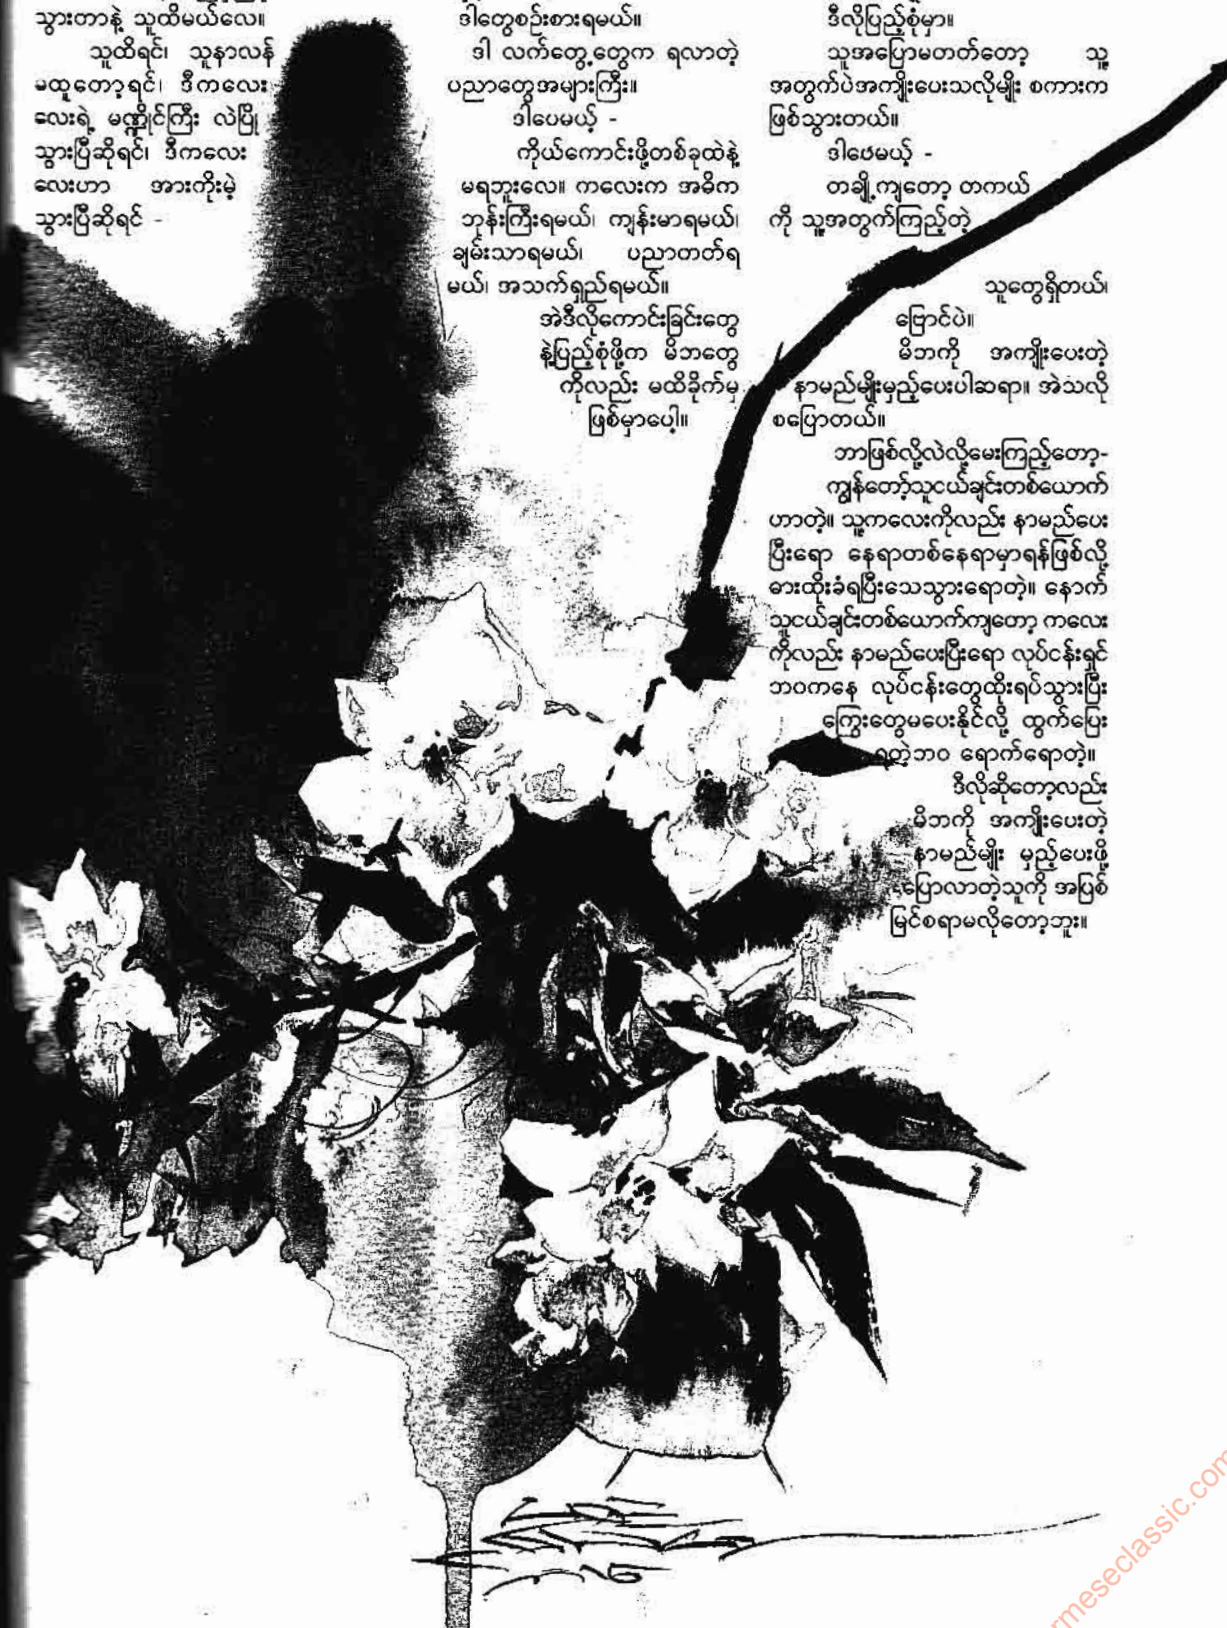 သွားတာနဲ့ သူထိမယ်လေ။
သူထိရင်၊ သူနာလန်
မထူတော့ရင်၊ ဒီကလေး
လေးရဲ့ မဏ္ဍိုင်ကြီး လဲပြို
သွားပြီဆိုရင်၊ ဒီကလေး
လေးဟာ အားကိုးမဲ့
သွားပြီဆိုရင် -
ဒါတွေစဉ်းစားရမယ်။
ဒါ လက်တွေ့တွေက ရလာတဲ့
ပညာတွေအများကြီး။
ဒါပေမယ့် -
ကိုယ်ကောင်းဖို့တစ်ခုထဲနဲ့
မရဘူးလေ။ ကလေးက အဓိက
ဘုန်းကြီးရမယ်၊ ကျန်းမာရမယ်၊
ချမ်းသာရမယ်၊ ပညာတတ်ရ
မယ်၊ အသက်ရှည်ရမယ်။
အဲဒီလိုကောင်းခြင်းတွေ
နဲ့ပြည့်စုံဖို့က မိဘတွေ
ကိုလည်း မထိခိုက်မှ
ဖြစ်မှာပေါ့။
ဒီလိုပြည့်စုံမှာ။
သူအပြောမတတ်တော့ သူ့
အတွက်ပဲအကျိုးပေးသလိုမျိုး စကားက
ဖြစ်သွားတယ်။
ဒါပေမယ့် -
တချို့ကျတော့ တကယ်
ကို သူ့အတွက်ကြည့်တဲ့
သူတွေရှိတယ်၊
ဗြောင်ပဲ။
မိဘကို အကျိုးပေးတဲ့
နာမည်မျိုးမှည့်ပေးပါဆရာ။ အဲသလို
စပြောတယ်။
ဘာဖြစ်လို့လဲလို့မေးကြည့်တော့-
ကျွန်တော့်သူငယ်ချင်းတစ်ယောက်
ဟာတဲ့။ သူ့ကလေးကိုလည်း နာမည်ပေး
ပြီးရော နေရာတစ်နေရာမှာရန်ဖြစ်လို့
ဓားထိုးခံရပြီးသေသွားရောတဲ့။ နောက်
သူငယ်ချင်းတစ်ယောက်ကျတော့ ကလေး
ကိုလည်း နာမည်ပေးပြီးရော လုပ်ငန်းရှင်
ဘဝကနေ လုပ်ငန်းတွေထိုးရပ်သွားပြီး
ကြွေးတွေမပေးနိုင်လို့ ထွက်ပြေး
ရတဲ့ဘဝ ရောက်ရောတဲ့။
ဒီလိုဆိုတော့လည်း
မိဘကို အကျိုးပေးတဲ့
နာမည်မျိုး မှည့်ပေးဖို့
ပြောလာတဲ့သူကို အပြစ်
မြင်စရာမလိုတော့ဘူး။
rmeseclassic.com